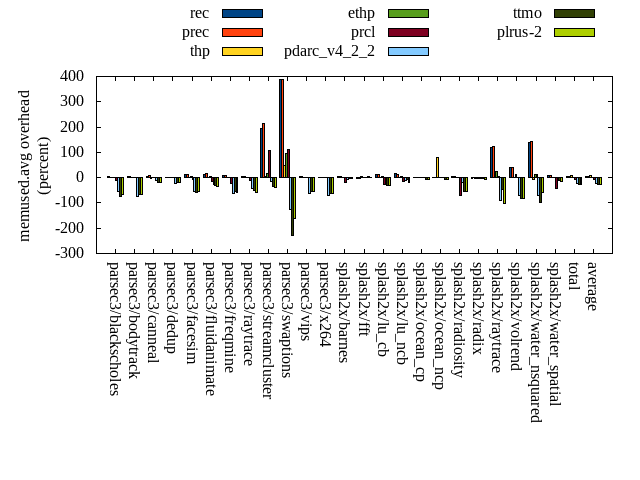 rec ethp ttmo
prec prcl plrus-2
thp pdarc_v4_2_2
memused.avg overhead
(percent)
400
300
200
100
0
-100
-200
-300
parsec3/blackscholes
parsec3/bodytrack
parsec3/canneal
parsec3/dedup
parsec3/facesim
parsec3/fluidanimate
parsec3/freqmine
parsec3/raytrace
parsec3/streamcluster
parsec3/swaptions
parsec3/vips
parsec3/x264
splash2x/barnes
splash2x/fft
splash2x/lu_cb
splash2x/lu_ncb
splash2x/ocean_cp
splash2x/ocean_ncp
splash2x/radiosity
splash2x/radix
splash2x/raytrace
splash2x/volrend
splash2x/water_nsquared
splash2x/water_spatial
total
average